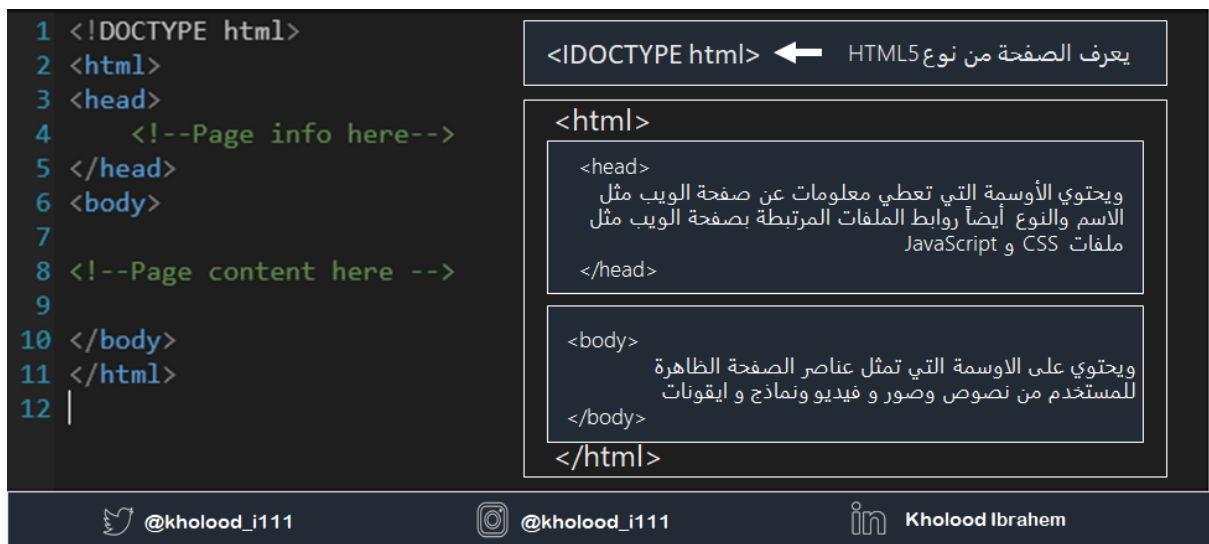 1 <!DOCTYPE html>
2 <html>
3 <head>
4 <!--Page info here-->
5 </head>
6 <body>
7
8 <!--Page content here -->
9
10 </body>
11 </html>
12
<IDOCTYPE html> يعرف الصفحة من نوع HTML5
<html>
<head>
ويحتوي الأوسمة التي تعطي معلومات عن صفحة الويب مثل
الاسم والنوع أيضاً روابط الملفات المرتبطة بصفحة الويب مثل
ملفات CSS و JavaScript
</head>
<body>
ويحتوي على الاوسمة التي تمثل عناصر الصفحة الظاهرة
للمستخدم من نصوص وصور و فيديو ونماذج و ايقونات
</body>
</html>
@kholood_i111
@kholood_i111
in Kholood Ibrahem